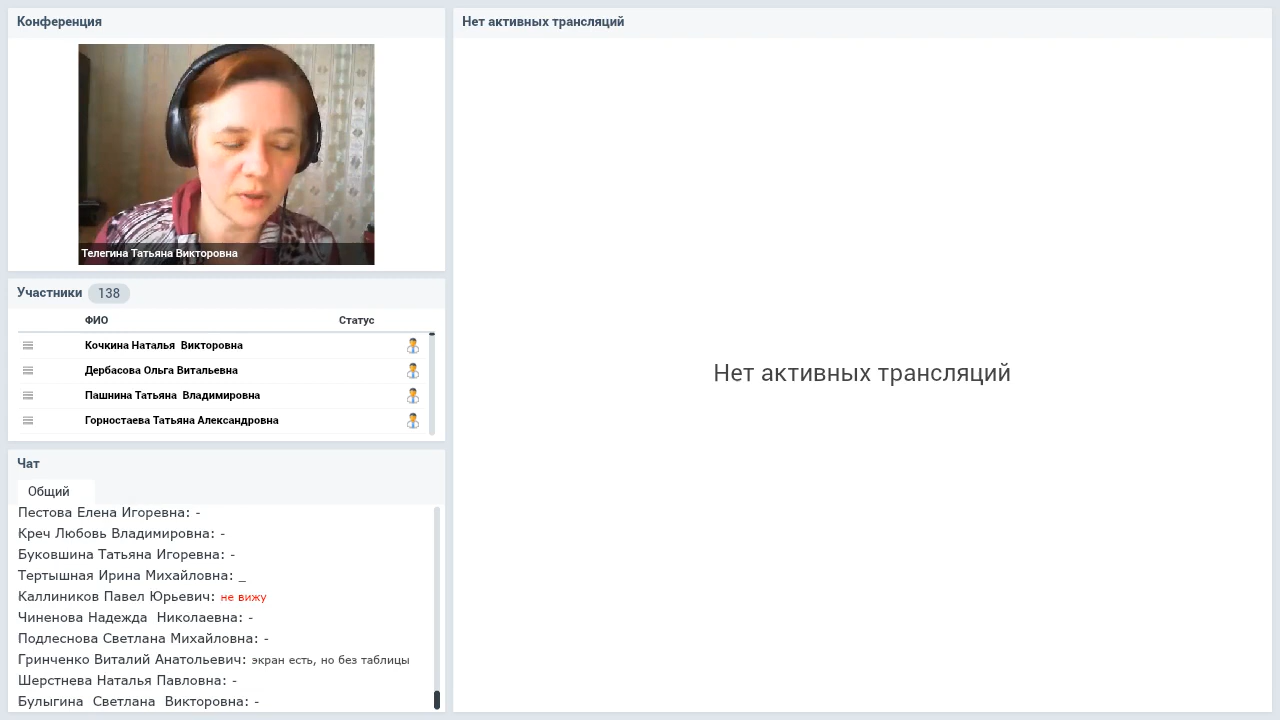 Конференция
Телегина Татьяна Викторовна
Участники 138
ФИО Статус
Кочкина Наталья Викторовна
Дербасова Ольга Витальевна
Пашнина Татьяна Владимировна
Горностаева Татьяна Александровна
Чат
Общий
Пестова Елена Игоревна: -
Креч Любовь Владимировна: -
Буковшина Татьяна Игоревна: -
Тертышная Ирина Михайловна: _
Каллиников Павел Юрьевич: не вижу
Чиненова Надежда Николаевна: -
Подлеснова Светлана Михайловна: -
Гринченко Виталий Анатольевич: экран есть, но без таблицы
Шерстнева Наталья Павловна: -
Булыгина Светлана Викторовна: -
Нет активных трансляций
Нет активных трансляций